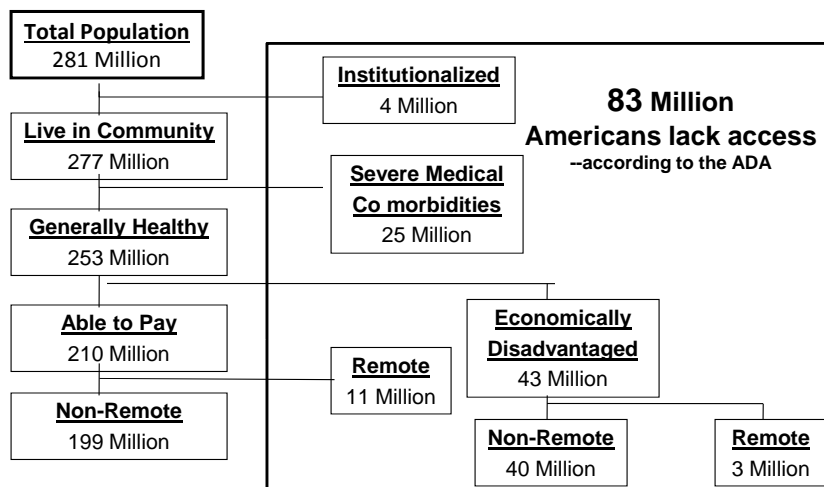 Total Population
281 Million
Institutionalized
4 Million
83 Million
Americans lack access
--according to the ADA
Live in Community
277 Million
Severe Medical
Co morbidities
25 Million
Generally Healthy
253 Million
Able to Pay
210 Million
Economically
Disadvantaged
43 Million
Remote
11 Million
Non-Remote
199 Million
Non-Remote
40 Million
Remote
3 Million